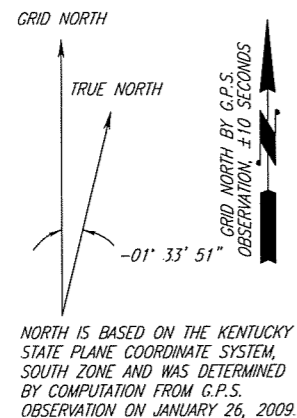 GRID NORTH
TRUE NORTH
GRID NORTH BY G.P.S.
OBSERVATION, ±10 SECONDS
-01° 33' 51"
NORTH IS BASED ON THE KENTUCKY
STATE PLANE COORDINATE SYSTEM,
SOUTH ZONE AND WAS DETERMINED
BY COMPUTATION FROM G.P.S.
OBSERVATION ON JANUARY 26, 2009.